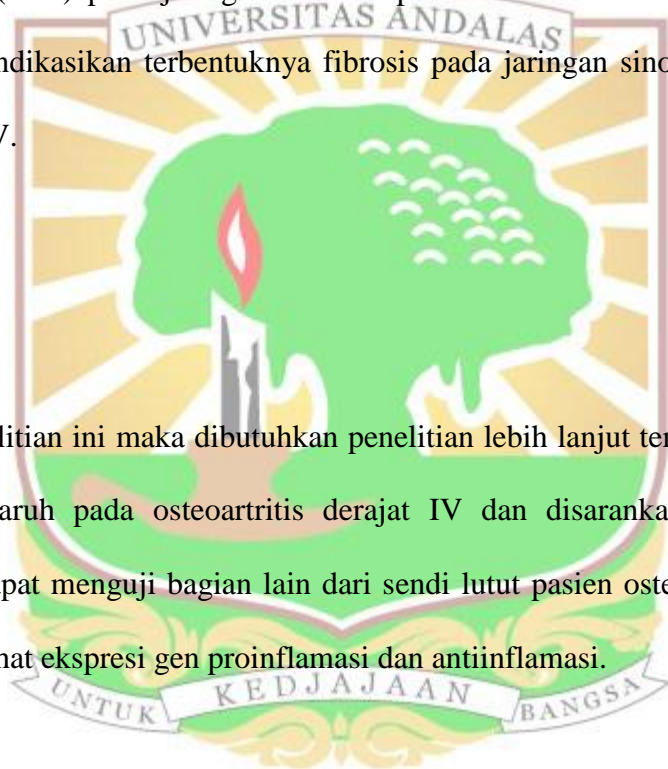 UNIVERSITAS ANDALAS
ndikasikan terbentuknya fibrosis pada jaringan sino
V.
litian ini maka dibutuhkan penelitian lebih lanjut ter
aruh pada osteoartritis derajat IV dan disaranka
pat menguji bagian lain dari sendi lutut pasien oste
hat ekspresi gen proinflamasi dan antiinflamasi.
UNTUK KEDJAJAAN BANGSA